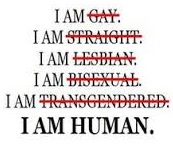 I AM GAY.
I AM STRAIGHT.
I AM LESBIAN.
I AM BISEXUAL.
I AM TRANSGENDERED.
I AM HUMAN.